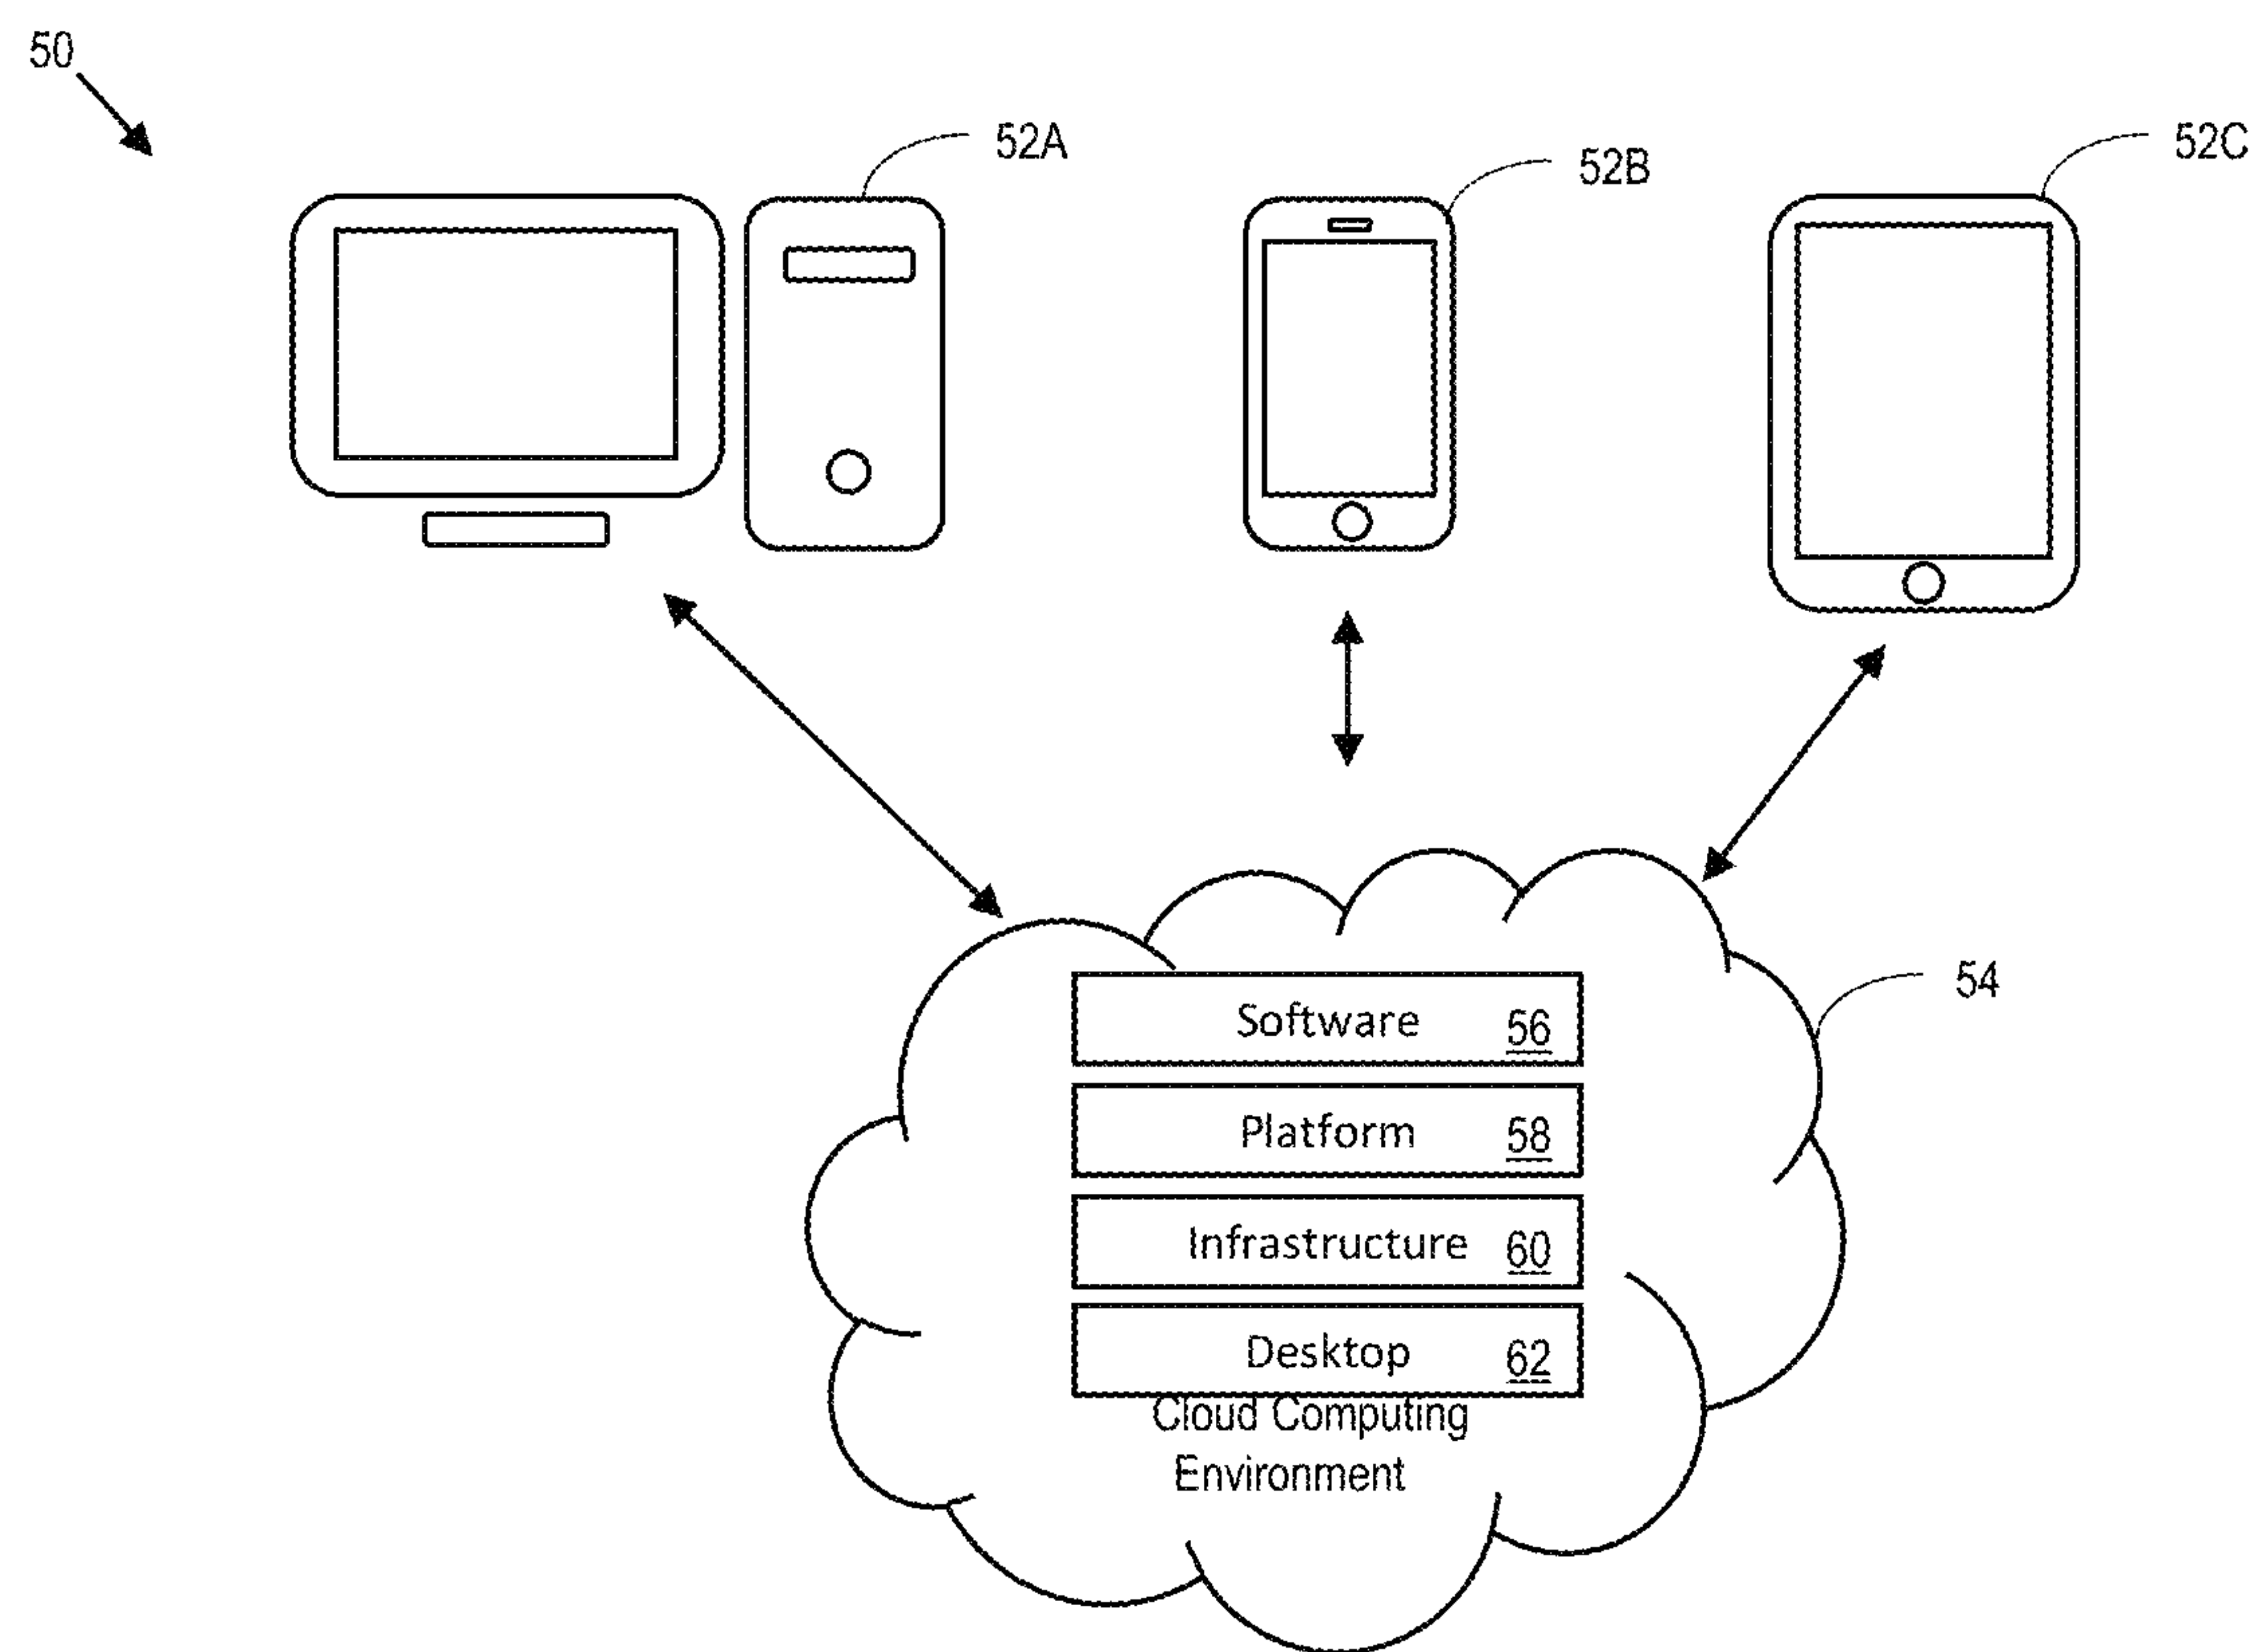 50
52A
52B
52C
54
Software 56
Platform 58
Infrastructure 60
Desktop 62
Cloud Computing
Environment